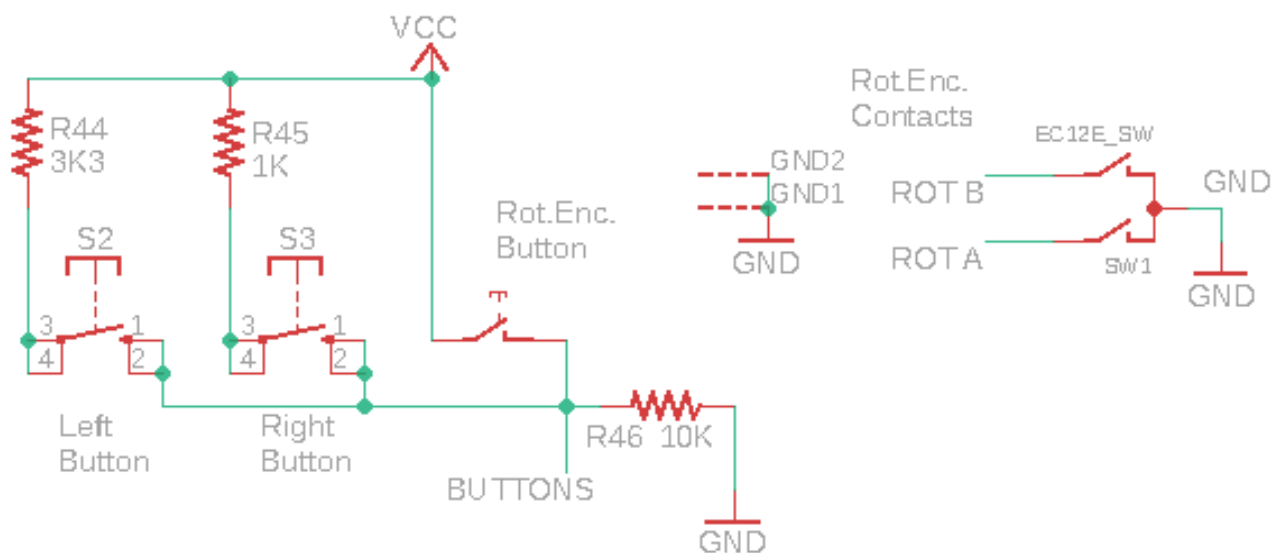 VCC
R44
3K3
R45
1K
S2
S3
3
1
4
2
3
1
4
2
Left
Button
Right
Button
Rot.Enc.
Button
R46 10K
BUTTONS
GND
GND2
GND1
GND
Rot.Enc.
Contacts
EC12E_SW
ROT B
ROT A
SW1
GND
GND